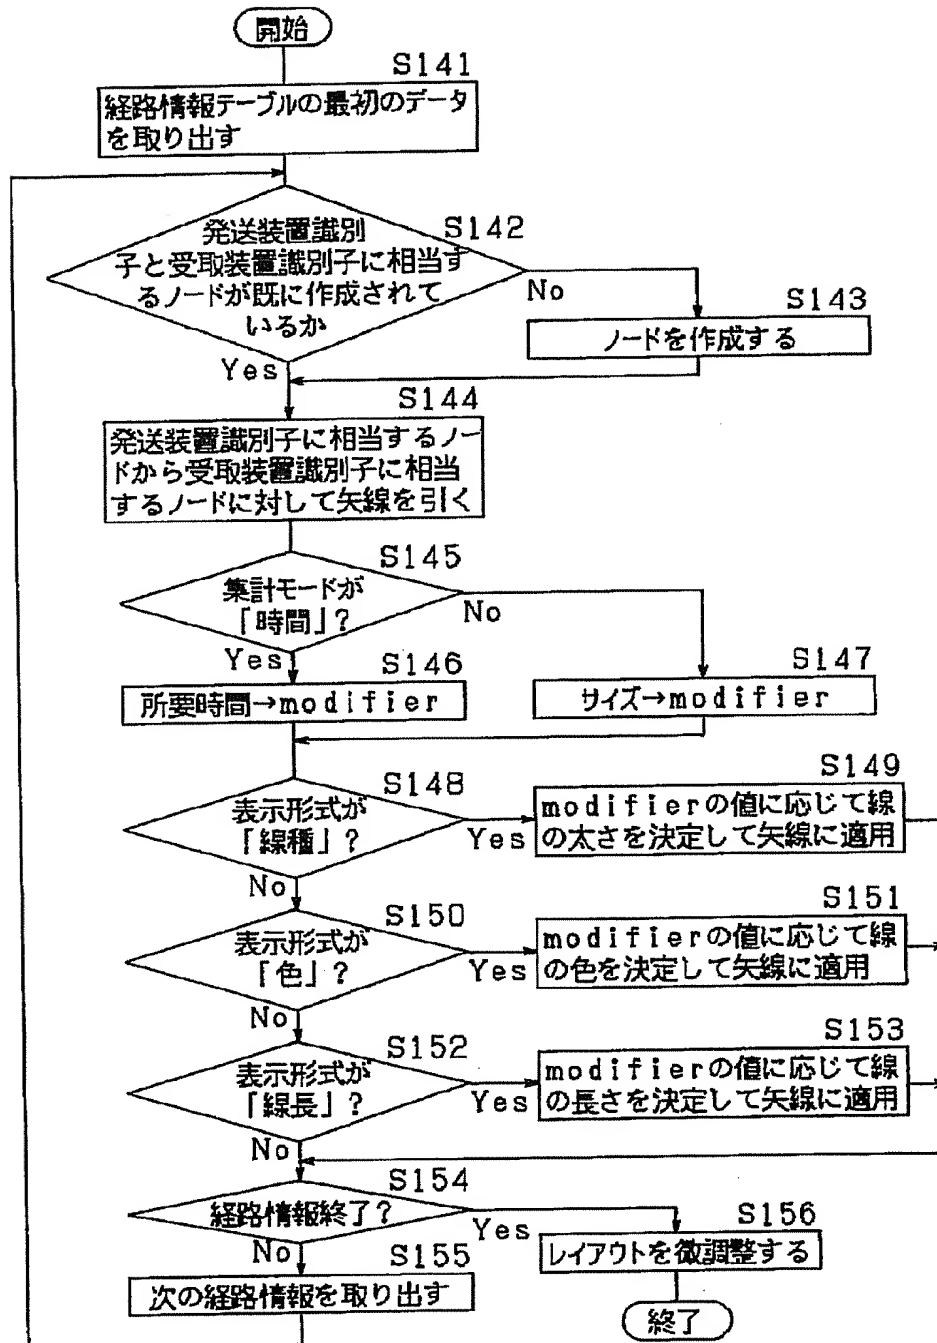 開始
S141
経路情報テーブルの最初のデータ
を取り出す
S142
発送装置識別
子と受取装置識別子に相当す
るノードが既に作成されて
いるか
No
S143
ノードを作成する
Yes
S144
発送装置識別子に相当するノー
ドから受取装置識別子に相当
するノードに対して矢線を引く
S145
集計モードが
「時間」?
No
Yes
S146
所要時間→modifier
S147
サイズ→modifier
S148
表示形式が
「線種」?
Yes
S149
modifierの値に応じて線
の太さを決定して矢線に適用
No
S150
表示形式が
「色」?
Yes
S151
modifierの値に応じて線
の色を決定して矢線に適用
No
S152
表示形式が
「線長」?
Yes
S153
modifierの値に応じて線
の長さを決定して矢線に適用
No
S154
経路情報終了?
Yes
S156
レイアウトを微調整する
No
S155
次の経路情報を取り出す
終了